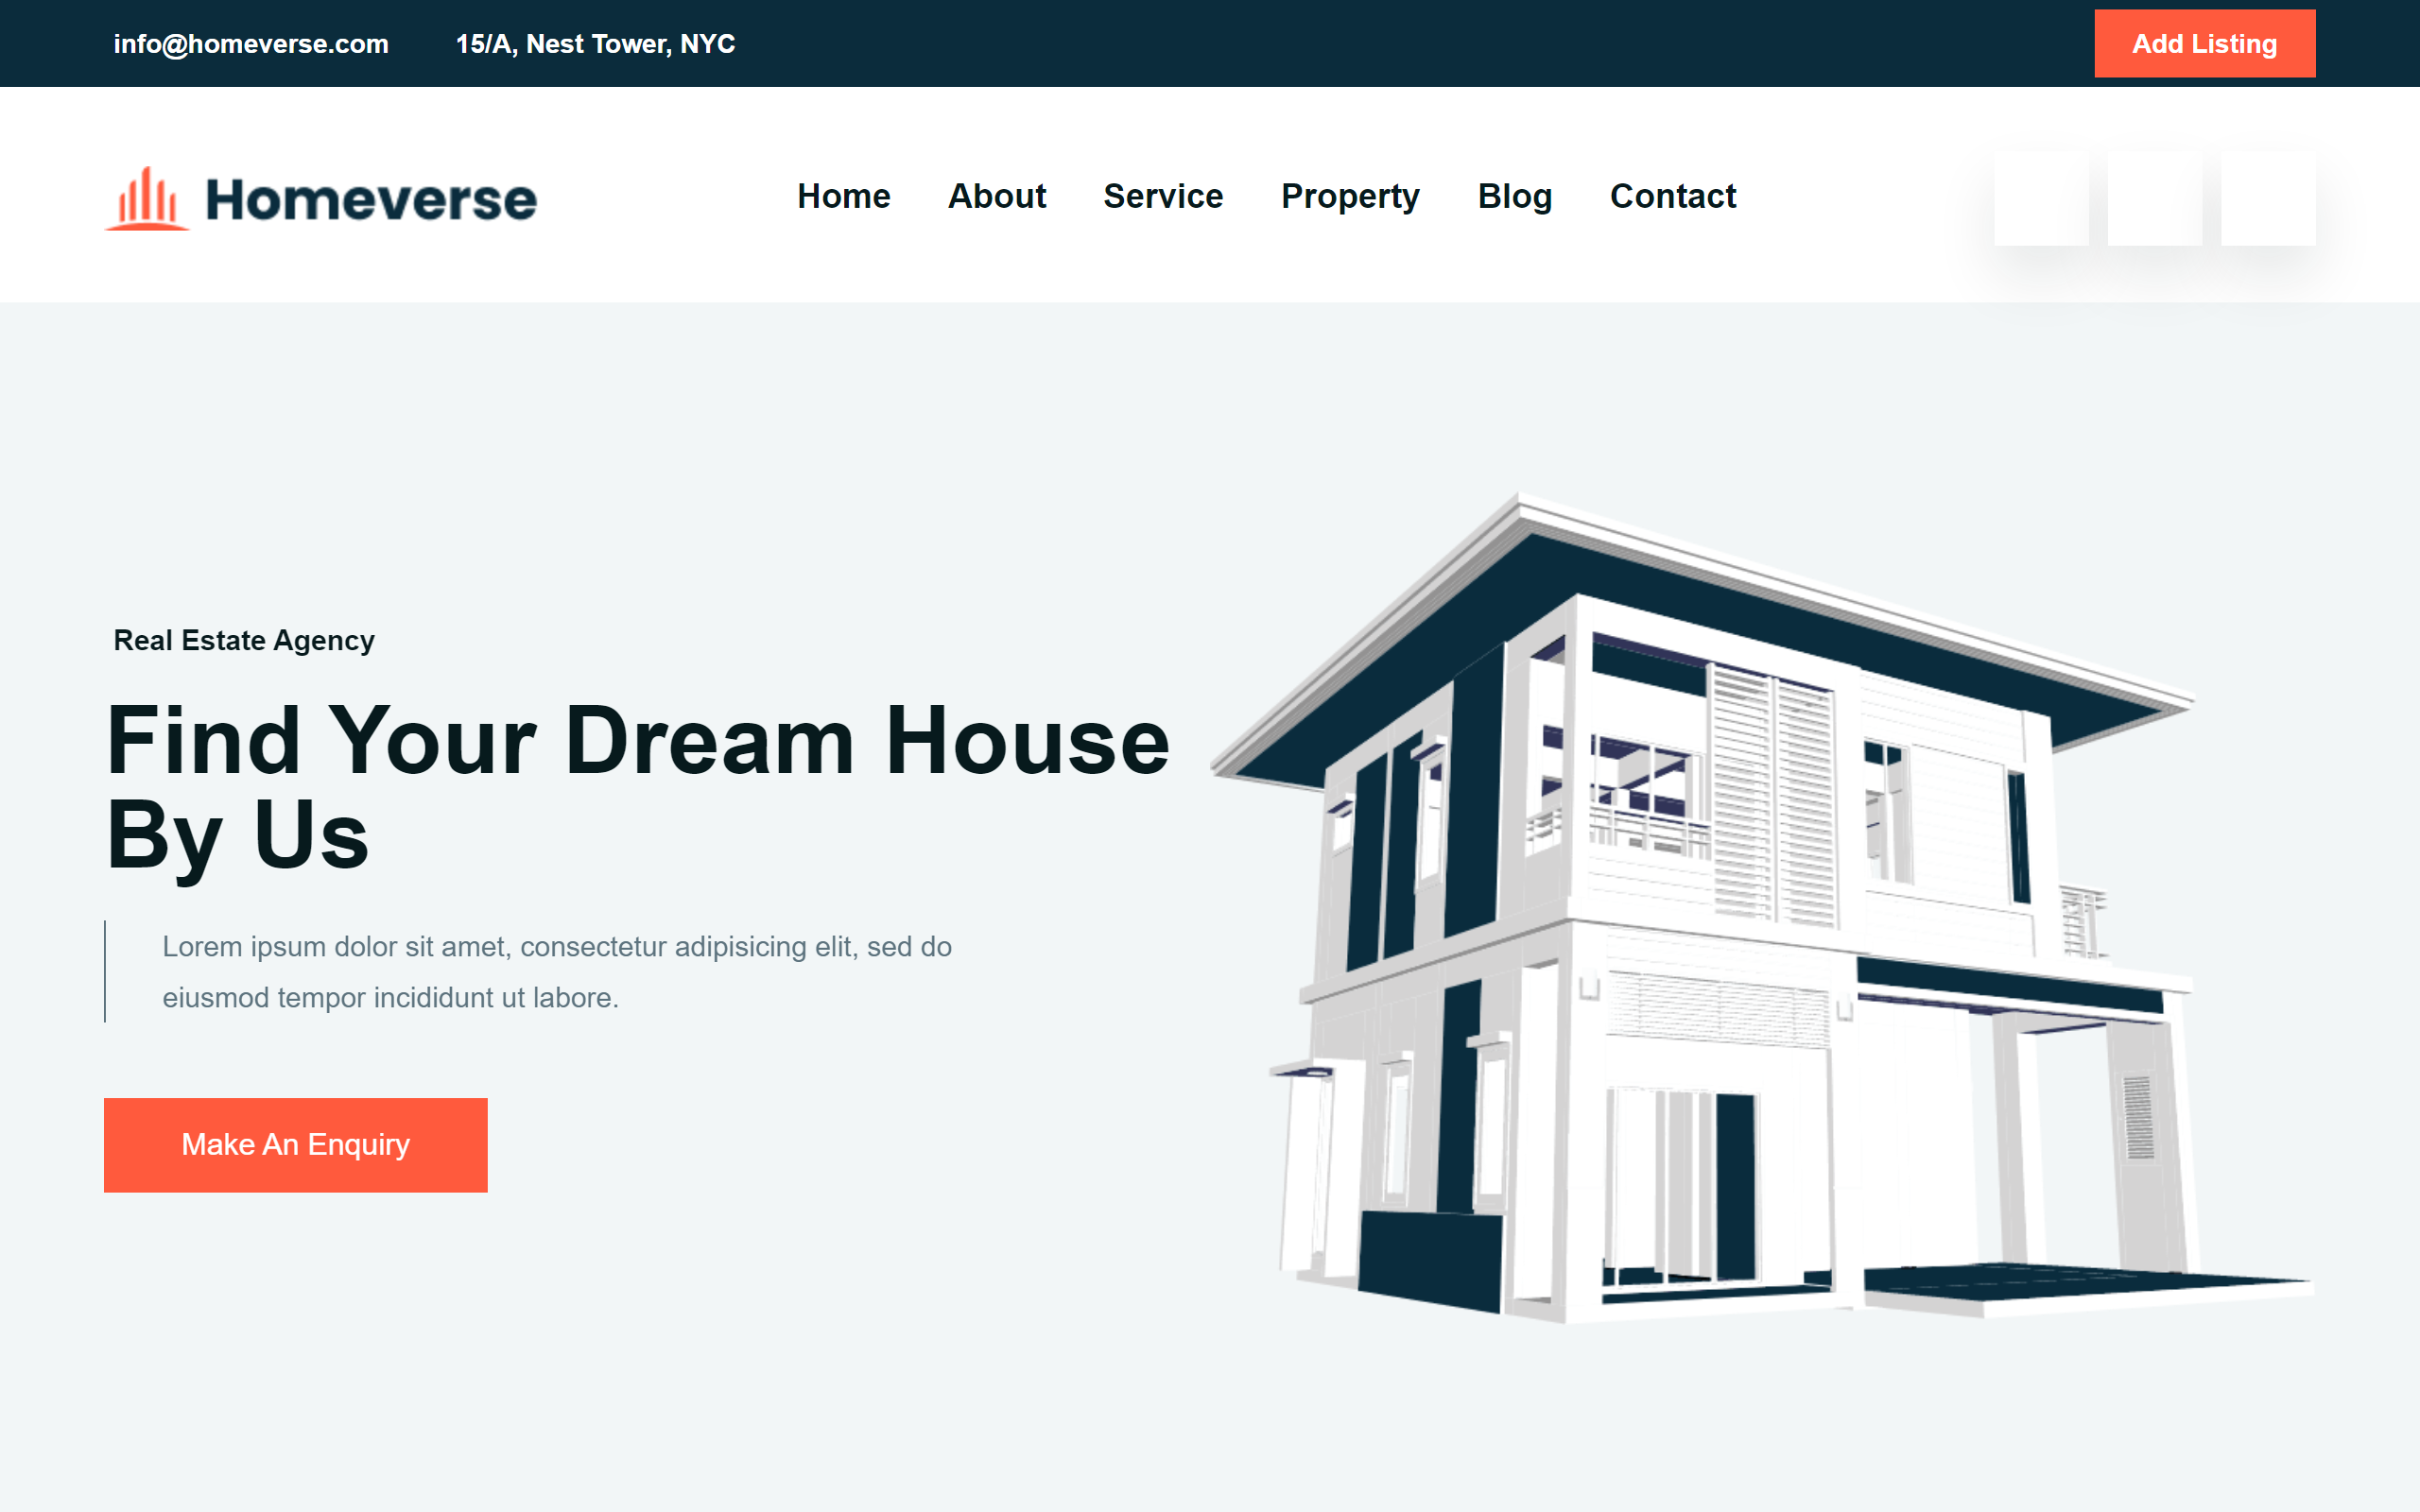 info@homeverse.com
15/A, Nest Tower, NYC
Add Listing
Homeverse
Home
About
Service
Property
Blog
Contact
Real Estate Agency
Find Your Dream House
By Us
Lorem ipsum dolor sit amet, consectetur adipisicing elit, sed do
eiusmod tempor incididunt ut labore.
Make An Enquiry